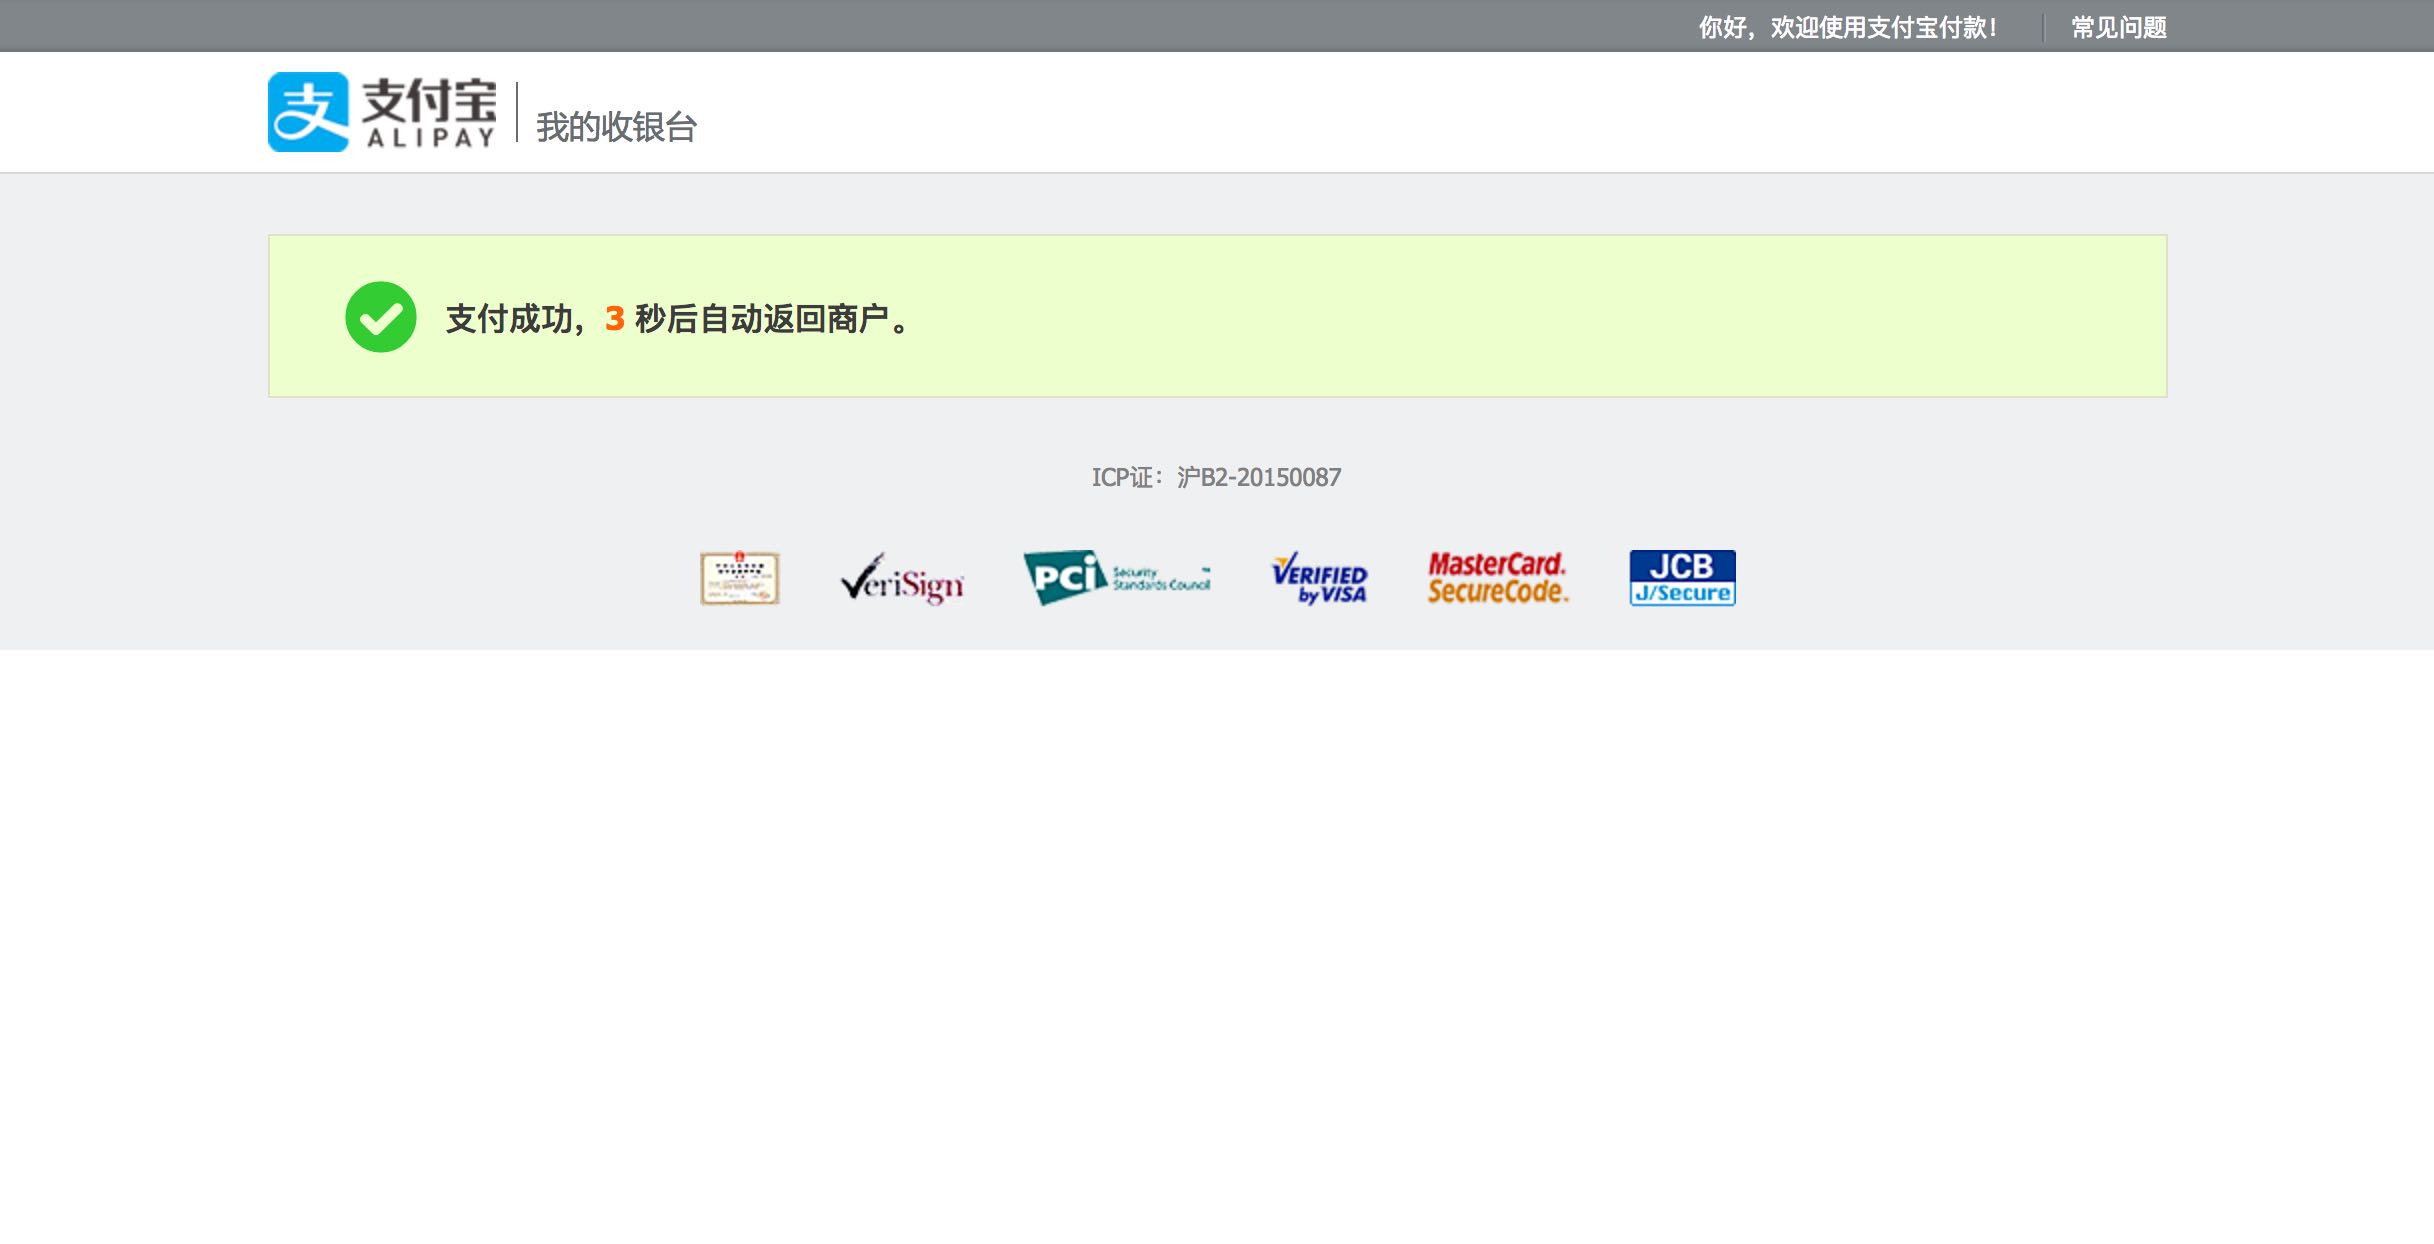 你好，欢迎使用支付宝付款！ 常见问题
支 支付宝 ALIPAY 我的收银台
支付成功，3 秒后自动返回商户。
ICP证：沪B2-20150087
VeriSign
PCi Security Standards Council ™
VERIFIED by VISA
MasterCard. SecureCode.
JCB J/Secure